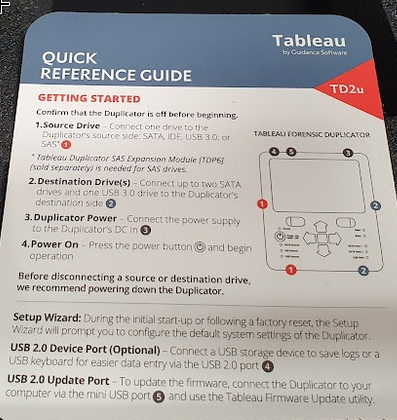 Tableau
by Guidance Software
QUICK
REFERENCE GUIDE
TD2u
GETTING STARTED
Confirm that the Duplicator is off before beginning.
1.Source Drive – Connect one drive to the
Duplicator's source side: SATA, IDE, USB 3.0, or
SAS* 1
* Tableau Duplicator SAS Expansion Module [TDP6]
(sold separately) is needed for SAS drives.
2.Destination Drive(s) – Connect up to two SATA
drives and one USB 3.0 drive to the Duplicator's
destination side 2
3.Duplicator Power – Connect the power supply
to the Duplicator's DC in 3
4.Power On – Press the power button and begin
operation
Before disconnecting a source or destination drive,
we recommend powering down the Duplicator.
TABLEAU FORENSIC DUPLICATOR
4 5 3
1 2
1 2
Setup Wizard: During the initial start-up or following a factory reset, the Setup
Wizard will prompt you to configure the default system settings of the Duplicator.
USB 2.0 Device Port (Optional) – Connect a USB storage device to save logs or a
USB keyboard for easier data entry via the USB 2.0 port 4
USB 2.0 Update Port – To update the firmware, connect the Duplicator to your
computer via the mini USB port 5 and use the Tableau Firmware Update utility.